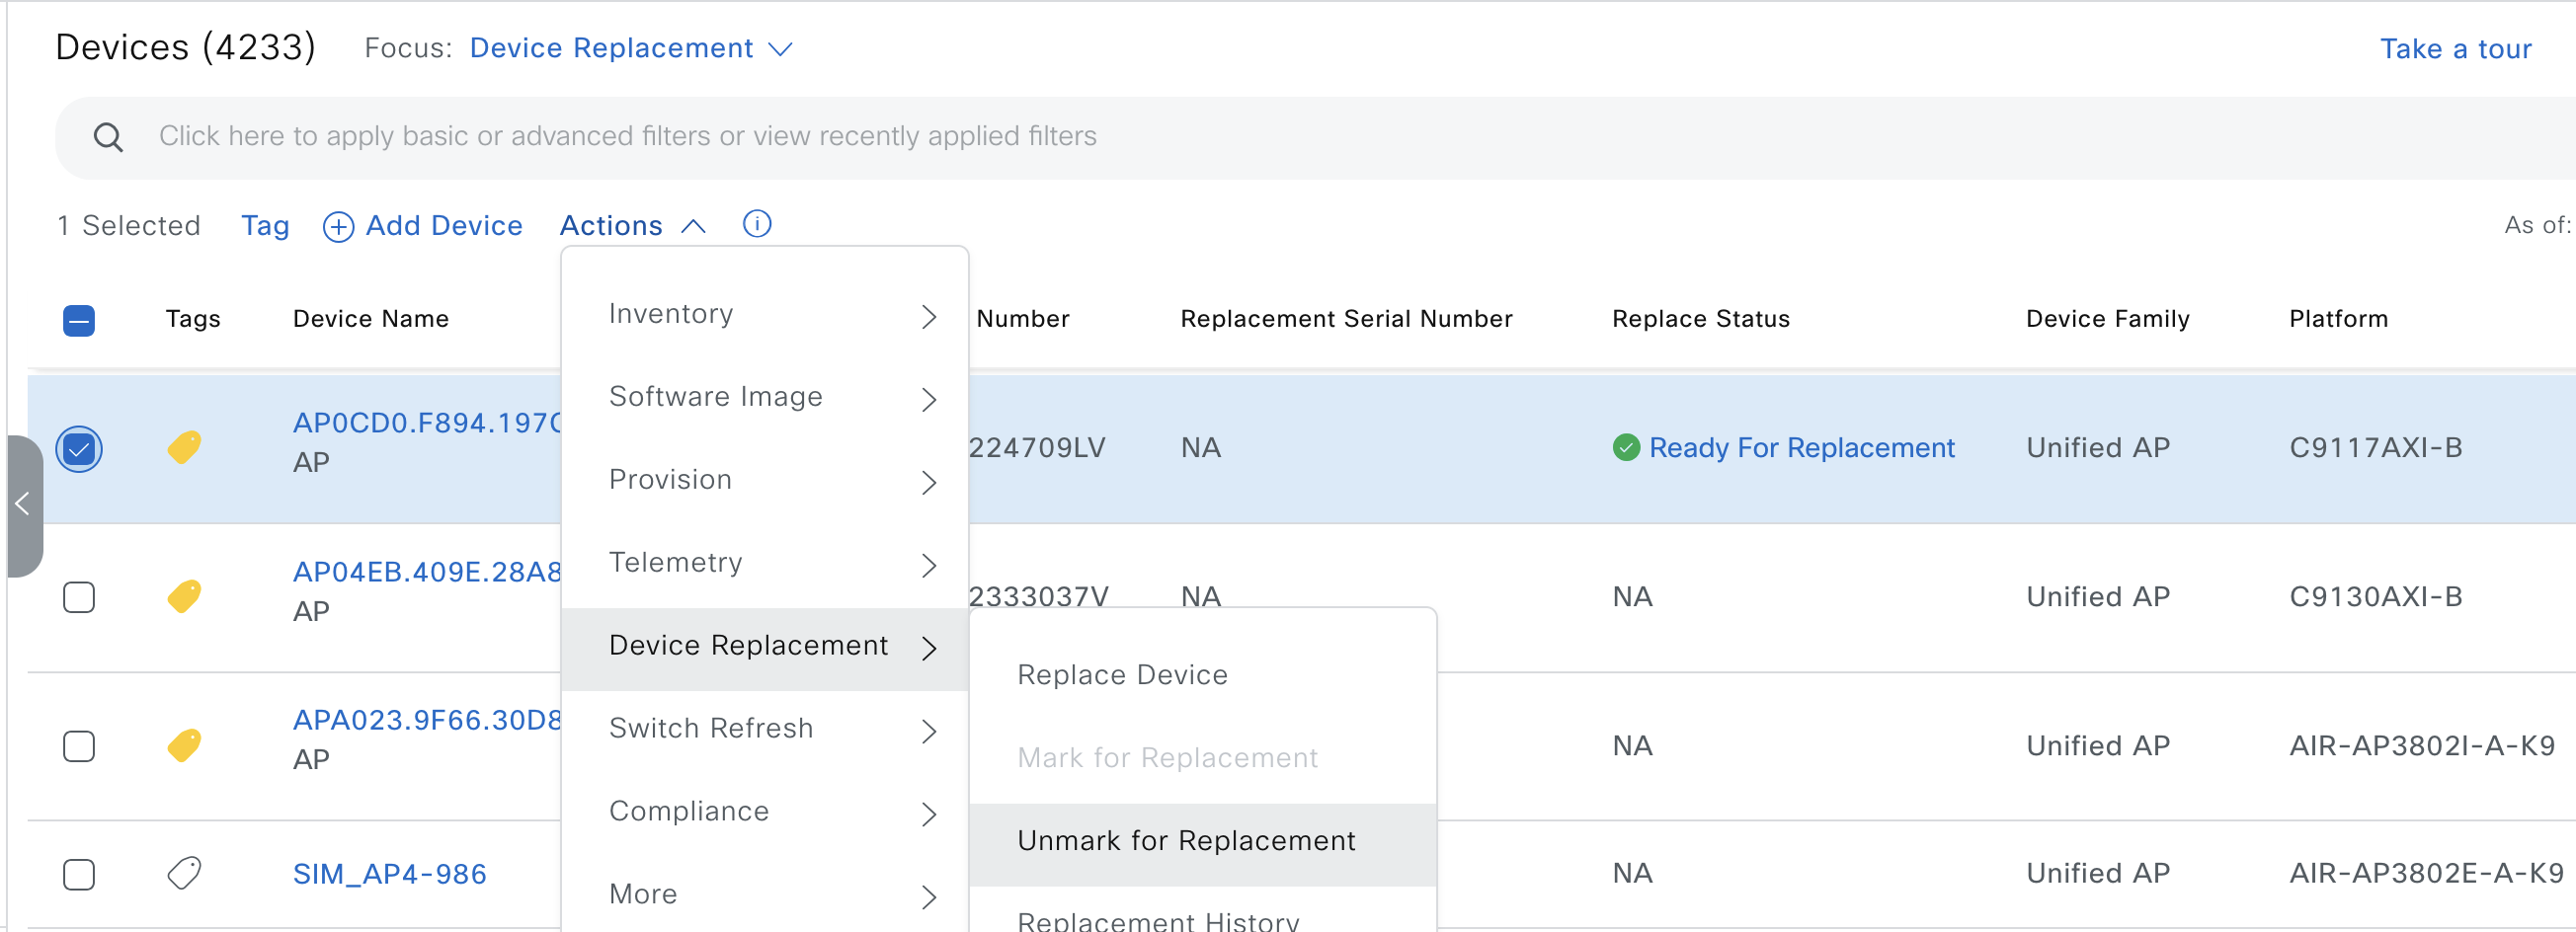 Devices (4233) Focus: Device Replacement Take a tour
Click here to apply basic or advanced filters or view recently applied filters
1 Selected Tag Add Device Actions As of:
Tags Device Name Number Replacement Serial Number Replace Status Device Family Platform
AP0CD0.F894.197C
AP
224709LV NA Ready For Replacement Unified AP C9117AXI-B
AP04EB.409E.28A8
AP
2333037V NA NA Unified AP C9130AXI-B
APA023.9F66.30D8
AP
NA Unified AP AIR-AP3802I-A-K9
SIM_AP4-986 NA Unified AP AIR-AP3802E-A-K9
Inventory
Software Image
Provision
Telemetry
Device Replacement
Switch Refresh
Compliance
More
Replace Device
Mark for Replacement
Unmark for Replacement
Replacement History